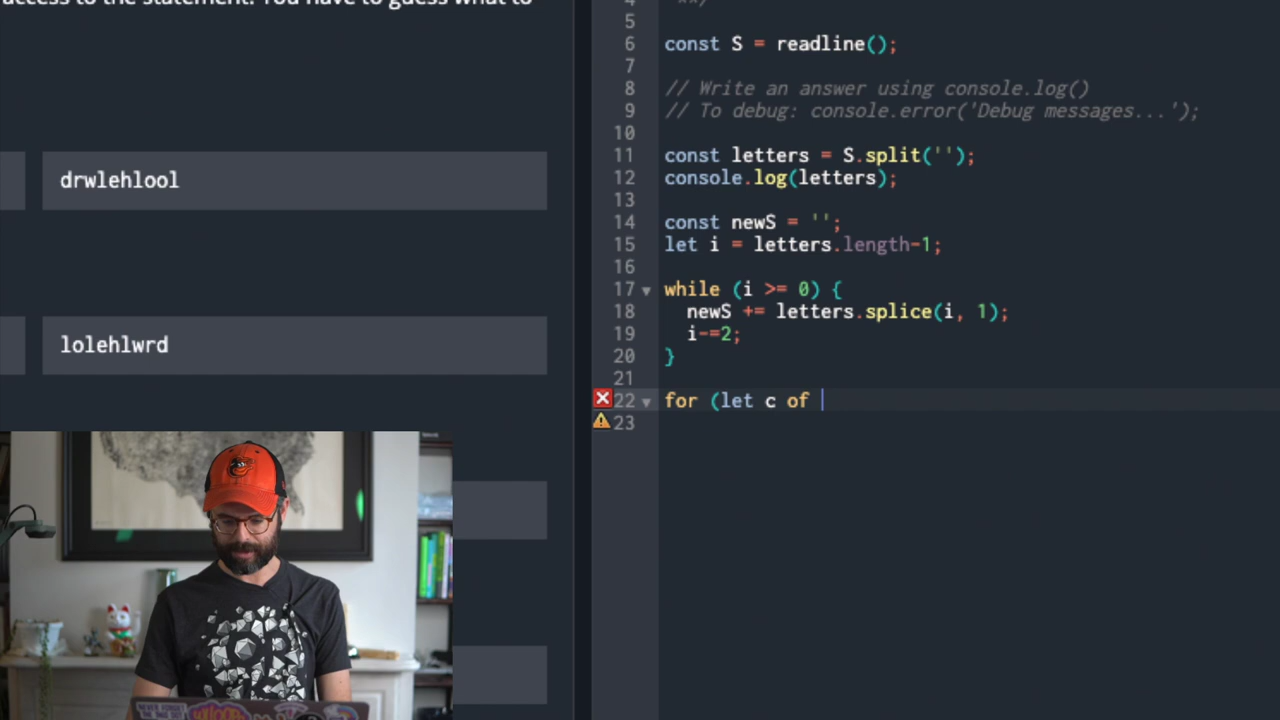 access to the statement. You have to guess what to
drwlehlool
lolehlwrd
4 **/
5
6 const S = readline();
7
8 // Write an answer using console.log()
9 // To debug: console.error('Debug messages...');
10
11 const letters = S.split('');
12 console.log(letters);
13
14 const newS = '';
15 let i = letters.length-1;
16
17 while (i >= 0) {
18 newS += letters.splice(i, 1);
19 i-=2;
20 }
21
22 for (let c of
23
NEVER FORGET